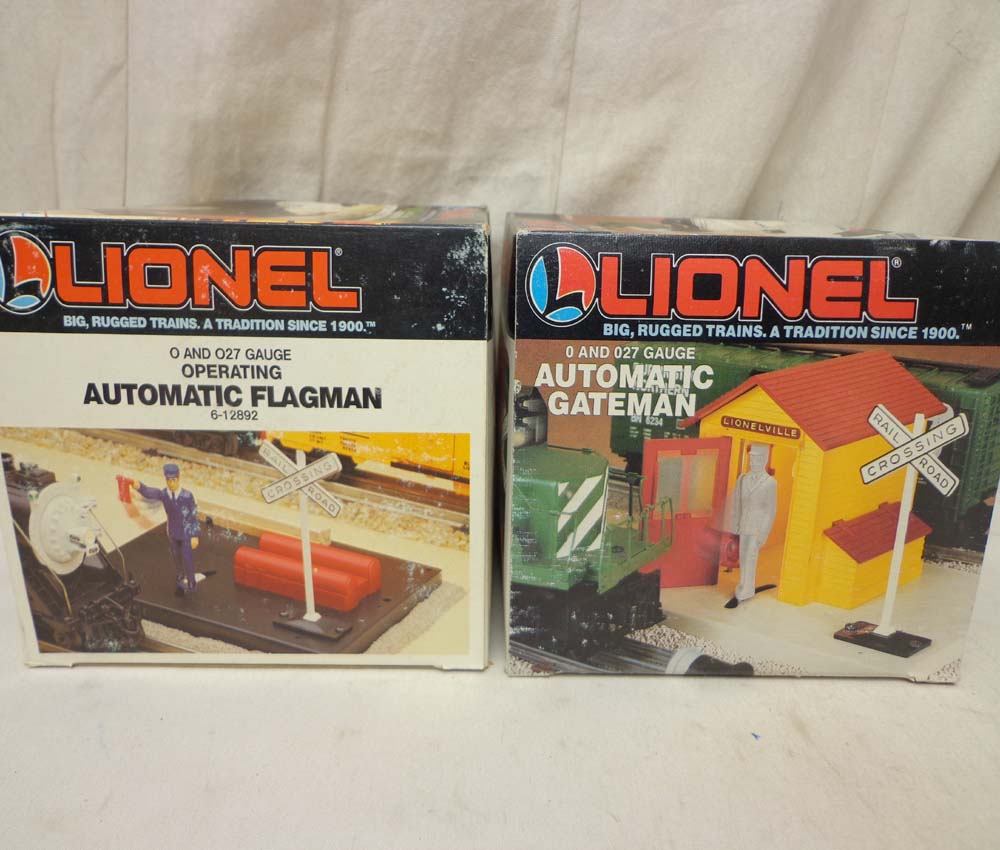 LIONEL®
BIG, RUGGED TRAINS. A TRADITION SINCE 1900.™
O AND O27 GAUGE
OPERATING
AUTOMATIC FLAGMAN
6-12892
RAIL ROAD
CROSSING
LIONEL®
BIG, RUGGED TRAINS. A TRADITION SINCE 1900.™
O AND O27 GAUGE
AUTOMATIC
GATEMAN
6234
LIONELVILLE
RAIL ROAD
CROSSING